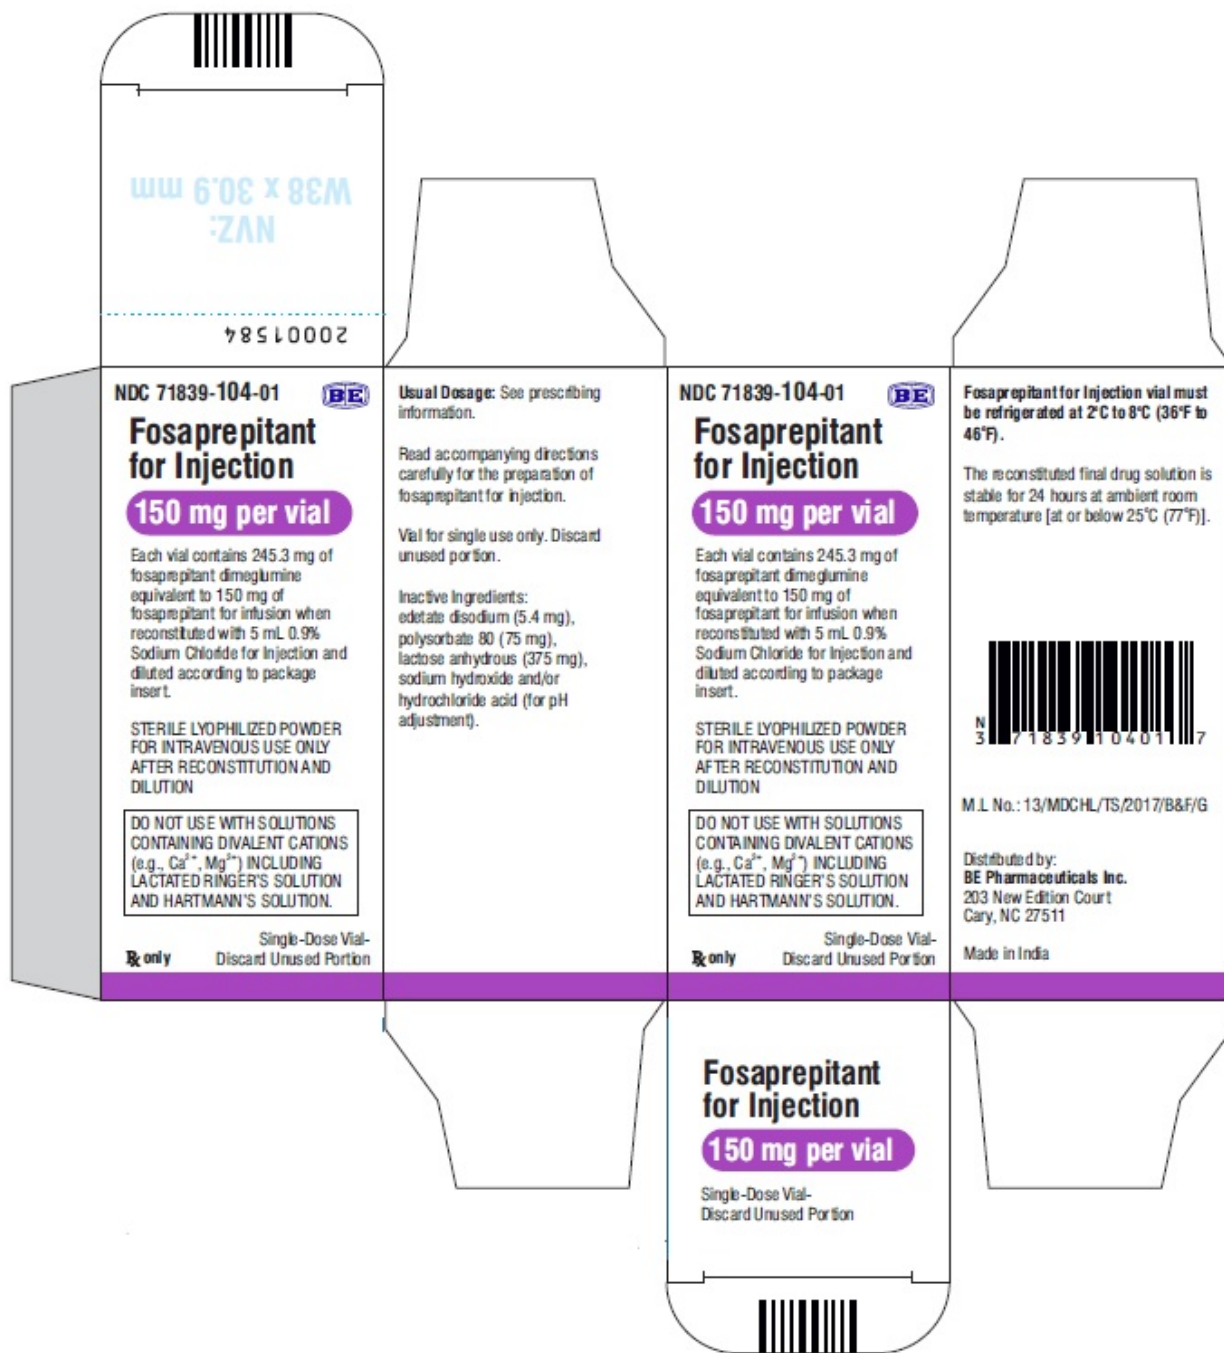 NVZ:
W38 x 30.9 mm
20001584
NDC 71839-104-01
BE
Fosaprepitant
for Injection
150 mg per vial
Each vial contains 245.3 mg of
fosaprepitant dimeglumine
equivalent to 150 mg of
fosaprepitant for infusion when
reconstituted with 5 mL 0.9%
Sodium Chloride for Injection and
diluted according to package
insert.
STERILE LYOPHILIZED POWDER
FOR INTRAVENOUS USE ONLY
AFTER RECONSTITUTION AND
DILUTION
DO NOT USE WITH SOLUTIONS
CONTAINING DIVALENT CATIONS
(e.g., Ca²⁺, Mg²⁺) INCLUDING
LACTATED RINGER'S SOLUTION
AND HARTMANN'S SOLUTION.
Single-Dose Vial-
℞ only Discard Unused Portion
Usual Dosage: See prescribing
information.
Read accompanying directions
carefully for the preparation of
fosaprepitant for injection.
Vial for single use only. Discard
unused portion.
Inactive Ingredients:
edetate disodium (5.4 mg),
polysorbate 80 (75 mg),
lactose anhydrous (375 mg),
sodium hydroxide and/or
hydrochloride acid (for pH
adjustment).
NDC 71839-104-01
BE
Fosaprepitant
for Injection
150 mg per vial
Each vial contains 245.3 mg of
fosaprepitant dimeglumine
equivalent to 150 mg of
fosaprepitant for infusion when
reconstituted with 5 mL 0.9%
Sodium Chloride for Injection and
diluted according to package
insert.
STERILE LYOPHILIZED POWDER
FOR INTRAVENOUS USE ONLY
AFTER RECONSTITUTION AND
DILUTION
DO NOT USE WITH SOLUTIONS
CONTAINING DIVALENT CATIONS
(e.g., Ca²⁺, Mg²⁺) INCLUDING
LACTATED RINGER'S SOLUTION
AND HARTMANN'S SOLUTION.
Single-Dose Vial-
℞ only Discard Unused Portion
Fosaprepitant for Injection vial must
be refrigerated at 2°C to 8°C (36°F to
46°F).
The reconstituted final drug solution is
stable for 24 hours at ambient room
temperature [at or below 25°C (77°F)].
N
3 71839 10401 7
M.L No.: 13/MDCHL/TS/2017/B&F/G
Distributed by:
BE Pharmaceuticals Inc.
203 New Edition Court
Cary, NC 27511
Made in India
Fosaprepitant
for Injection
150 mg per vial
Single-Dose Vial-
Discard Unused Portion